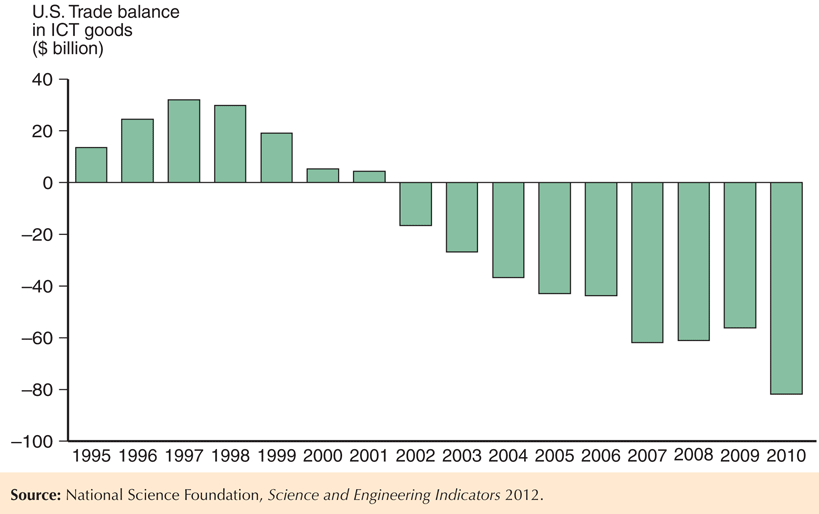 U.S. Trade balance
in ICT goods
($ billion)
40
20
0
–20
–40
–60
–80
–100
1995 1996 1997 1998 1999 2000 2001 2002 2003 2004 2005 2006 2007 2008 2009 2010
Source: National Science Foundation, Science and Engineering Indicators 2012.